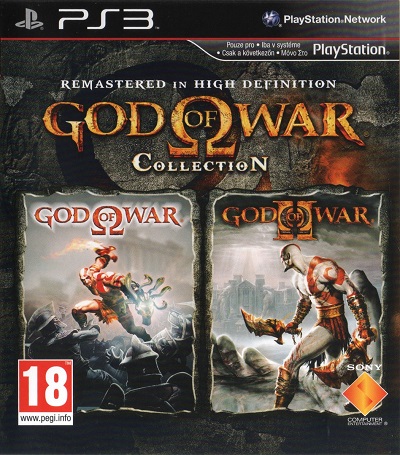 PS3
PlayStation Network
Pouze pro • Iba v systéme
• Csak a következőn • Μόνο Στο
PlayStation
REMASTERED IN HIGH DEFINITION
GOD OF WAR
COLLECTION
GOD OF WAR
GOD OF WAR II
18
www.pegi.info
SONY
COMPUTER
ENTERTAINMENT